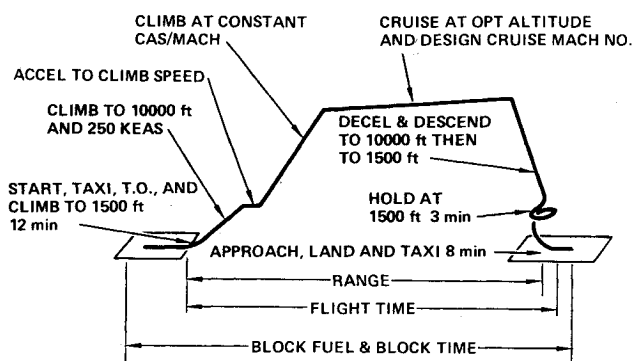 CLIMB AT CONSTANT
CAS/MACH
CRUISE AT OPT ALTITUDE
AND DESIGN CRUISE MACH NO.
ACCEL TO CLIMB SPEED
CLIMB TO 10000 ft
AND 250 KEAS
DECEL & DESCEND
TO 10000 ft THEN
TO 1500 ft
START, TAXI, T.O., AND
CLIMB TO 1500 ft
12 min
HOLD AT
1500 ft 3 min
APPROACH, LAND AND TAXI 8 min
RANGE
FLIGHT TIME
BLOCK FUEL & BLOCK TIME